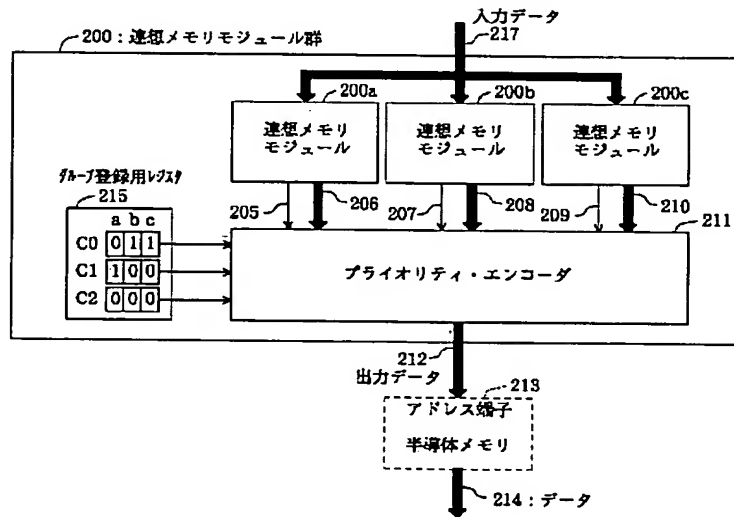 入力データ
217
200：連想メモリモジュール群
200a
200b
200c
連想メモリ
モジュール
連想メモリ
モジュール
連想メモリ
モジュール
グループ登録用レジスタ
215
205
206
207
208
209
210
211
a b c
C0 0 1 1
C1 1 0 0
C2 0 0 0
プライオリティ・エンコーダ
212
出力データ
213
アドレス端子
半導体メモリ
214：データ